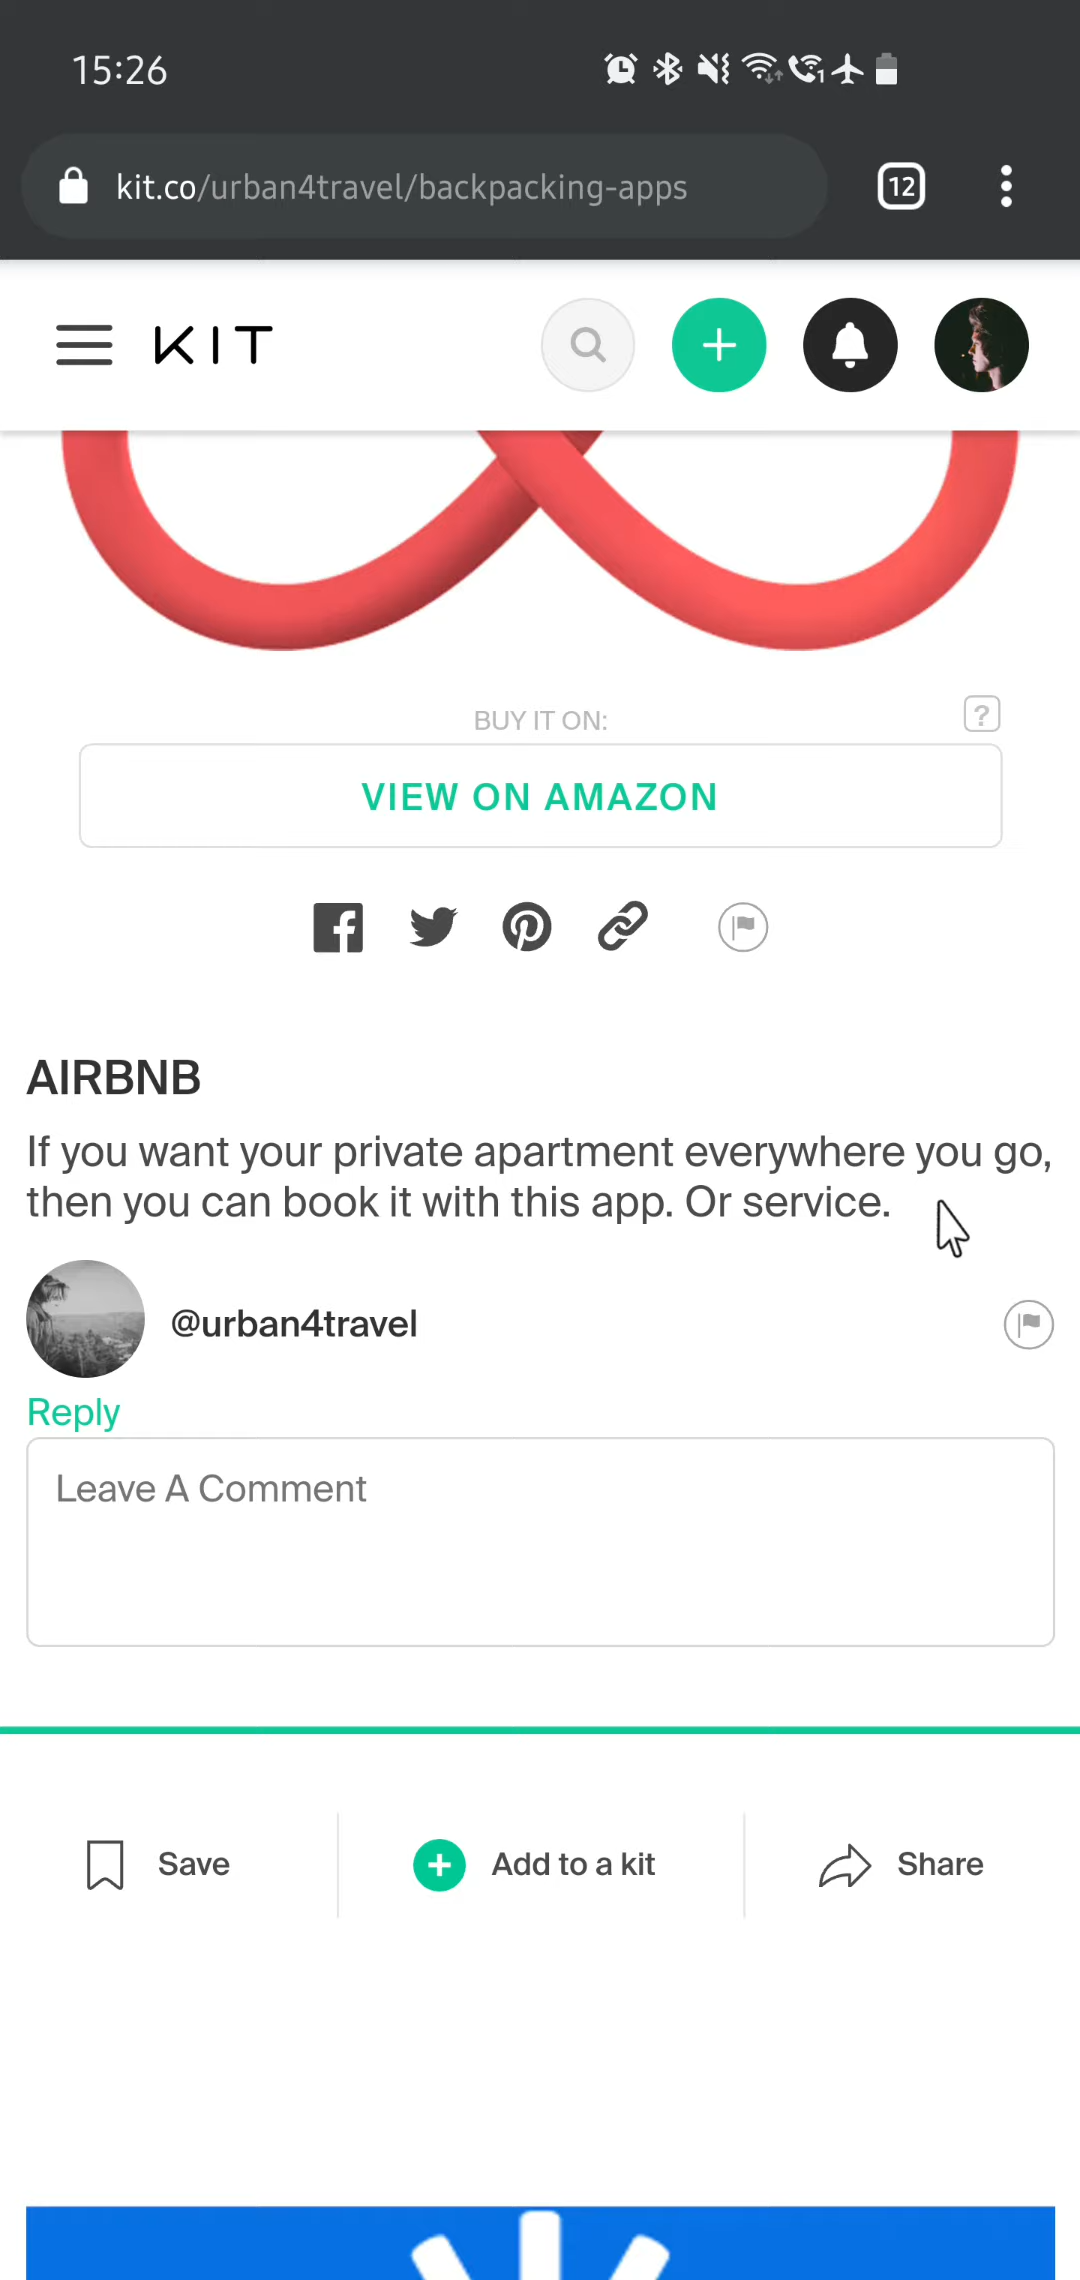 15:26
kit.co/urban4travel/backpacking-apps
12
KIT
BUY IT ON:
?
VIEW ON AMAZON
AIRBNB
If you want your private apartment everywhere you go,
then you can book it with this app. Or service.
@urban4travel
Reply
Leave A Comment
Save
Add to a kit
Share